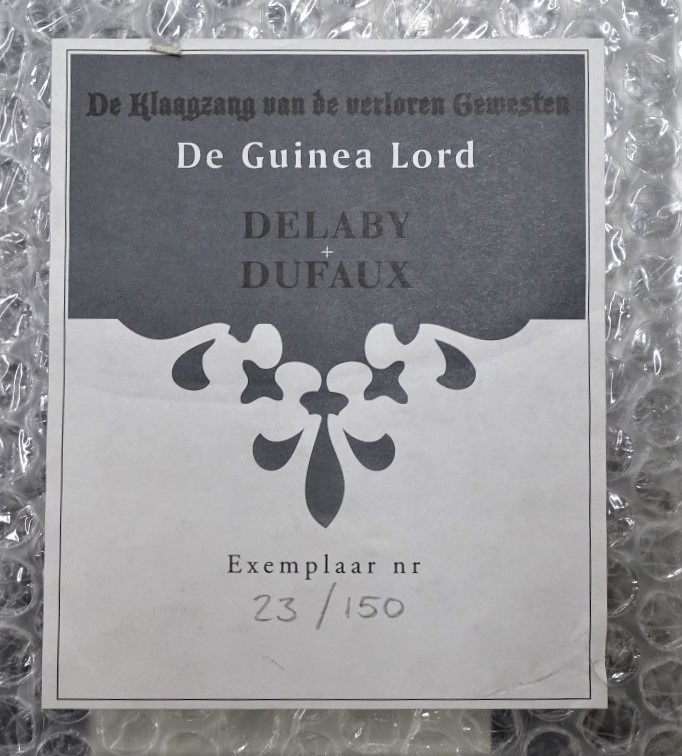 De Klaagzang van de verloren Gewesten
De Guinea Lord
DELABY
+
DUFAUX
Exemplaar nr
23 / 150